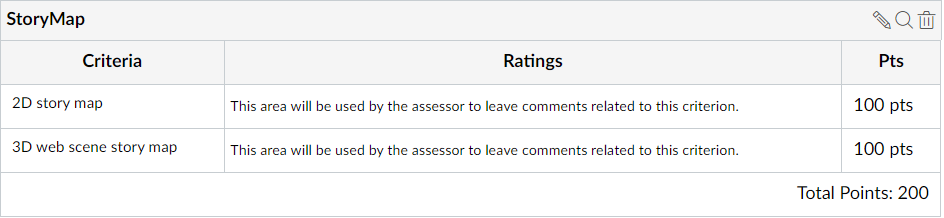 StoryMap
Criteria Ratings Pts
2D story map This area will be used by the assessor to leave comments related to this criterion. 100 pts
3D web scene story map This area will be used by the assessor to leave comments related to this criterion. 100 pts
Total Points: 200